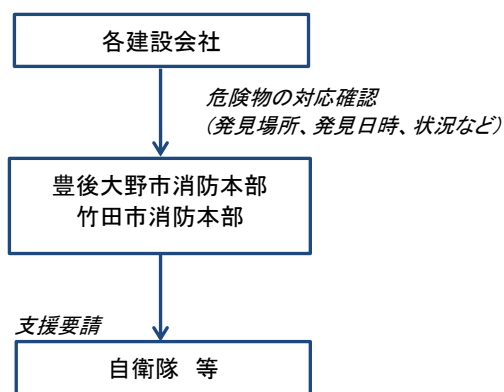 各建設会社
危険物の対応確認
(発見場所、発見日時、状況など)
豊後大野市消防本部
竹田市消防本部
支援要請
自衛隊 等